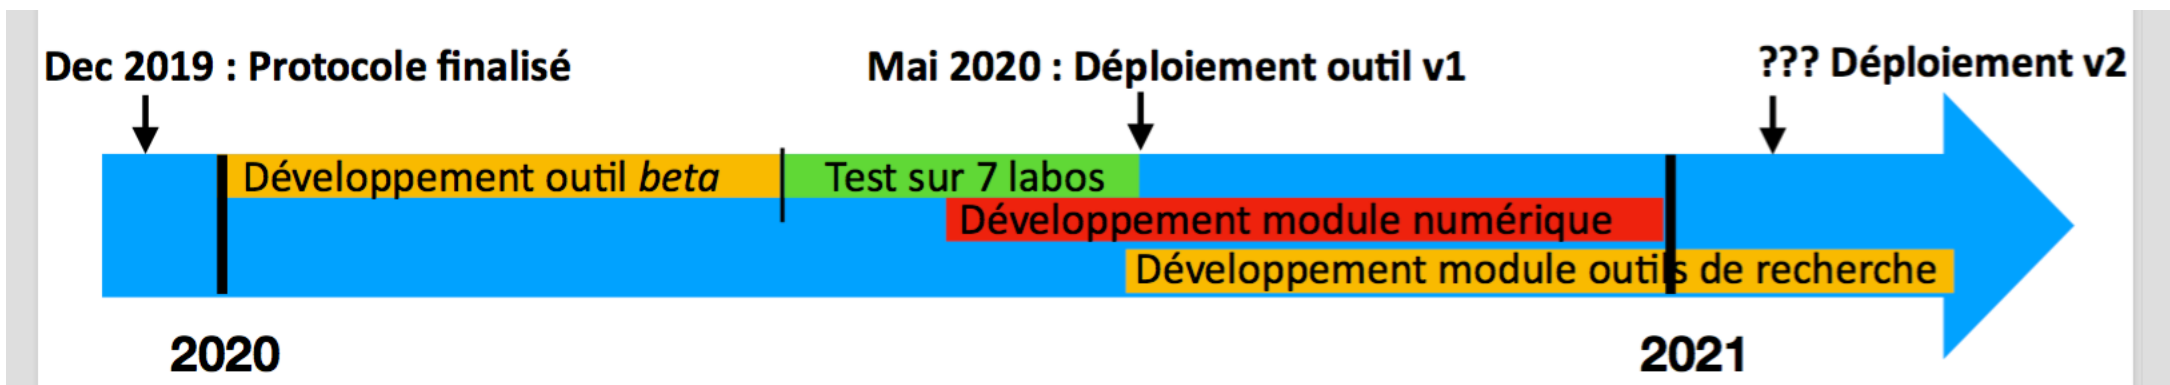 Dec 2019 : Protocole finalisé
Mai 2020 : Déploiement outil v1
??? Déploiement v2
Développement outil beta
Test sur 7 labos
Développement module numérique
Développement module outils de recherche
2020
2021